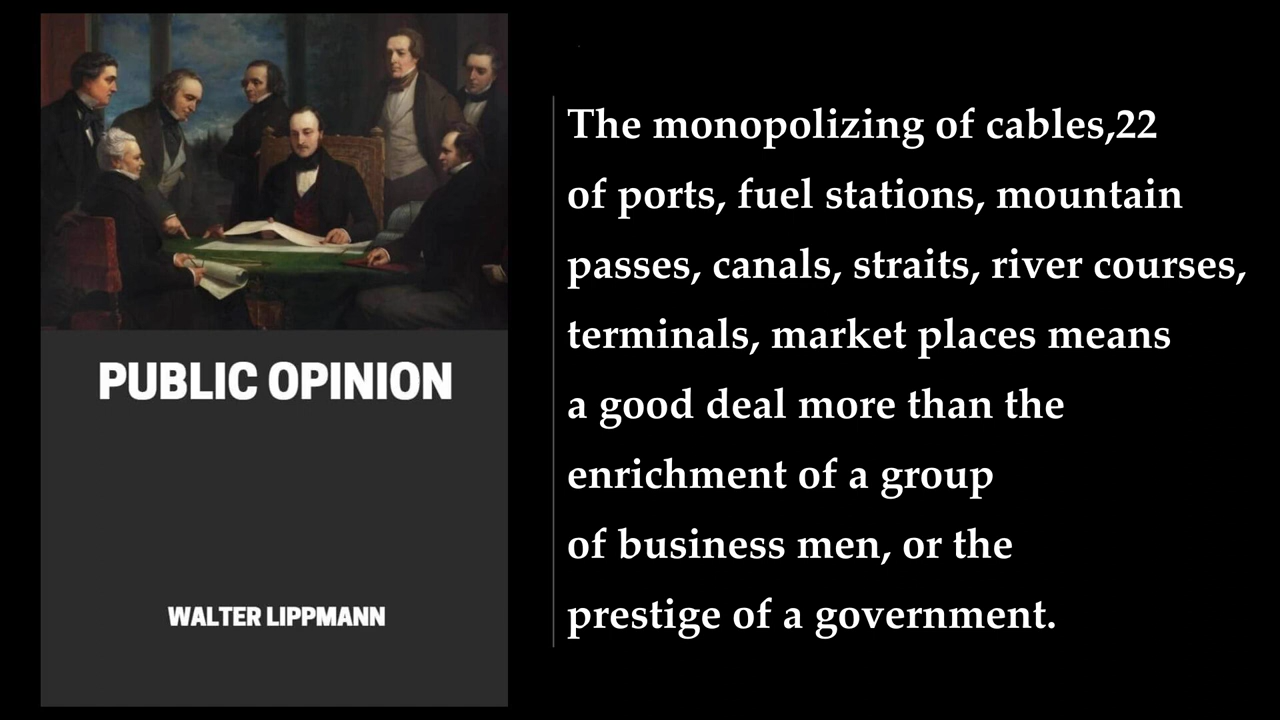 PUBLIC OPINION
WALTER LIPPMANN
The monopolizing of cables,22
of ports, fuel stations, mountain
passes, canals, straits, river courses,
terminals, market places means
a good deal more than the
enrichment of a group
of business men, or the
prestige of a government.